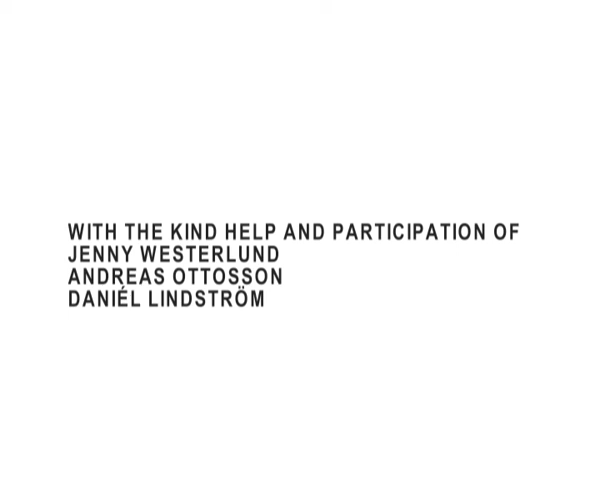 WITH THE KIND HELP AND PARTICIPATION OF
JENNY WESTERLUND
ANDREAS OTTOSSON
DANIÉL LINDSTRÖM